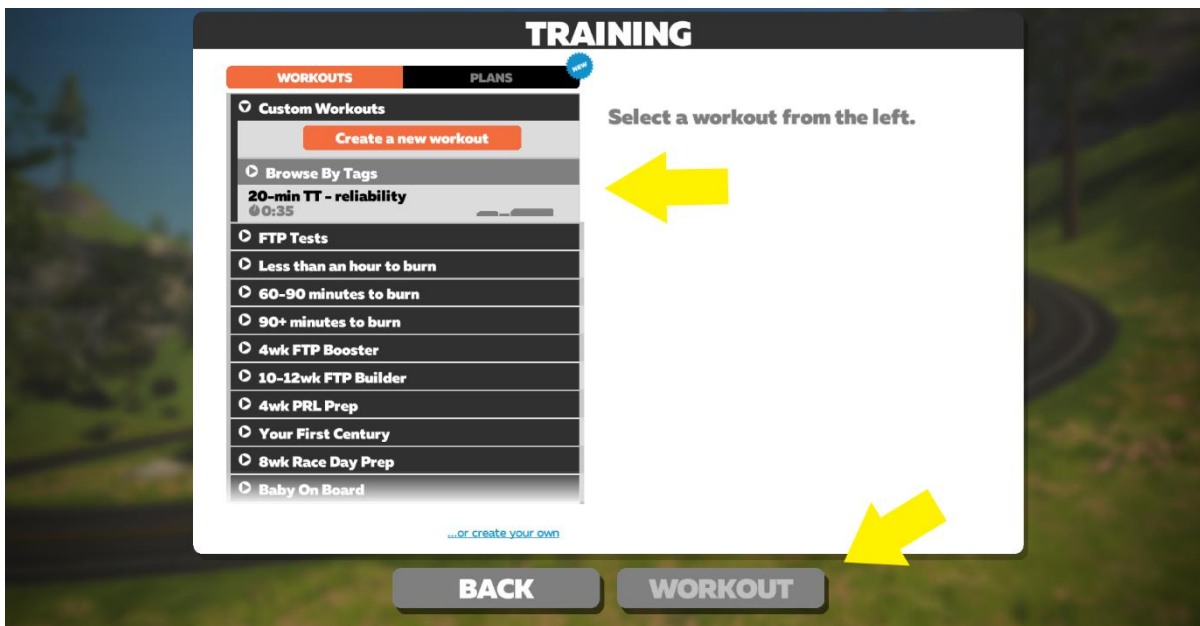 TRAINING
WORKOUTS
PLANS
NEW
Custom Workouts
Create a new workout
Browse By Tags
20-min TT - reliability
0:35
FTP Tests
Less than an hour to burn
60-90 minutes to burn
90+ minutes to burn
4wk FTP Booster
10-12wk FTP Builder
4wk PRL Prep
Your First Century
8wk Race Day Prep
Baby On Board
...or create your own
Select a workout from the left.
BACK
WORKOUT